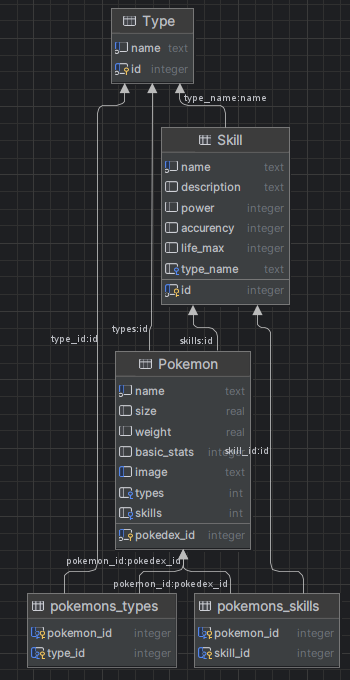 Type
name text
id integer
type_name:name
Skill
name text
description text
power integer
accurency integer
life_max integer
type_name text
id integer
types:id
type_id:id
skills:id
Pokemon
name text
size real
weight real
basic_stats integer
skill_id:id
image text
types int
skills int
pokedex_id integer
pokemon_id:pokedex_id
pokemon_id:pokedex_id
pokemons_types
pokemon_id integer
type_id integer
pokemons_skills
pokemon_id integer
skill_id integer